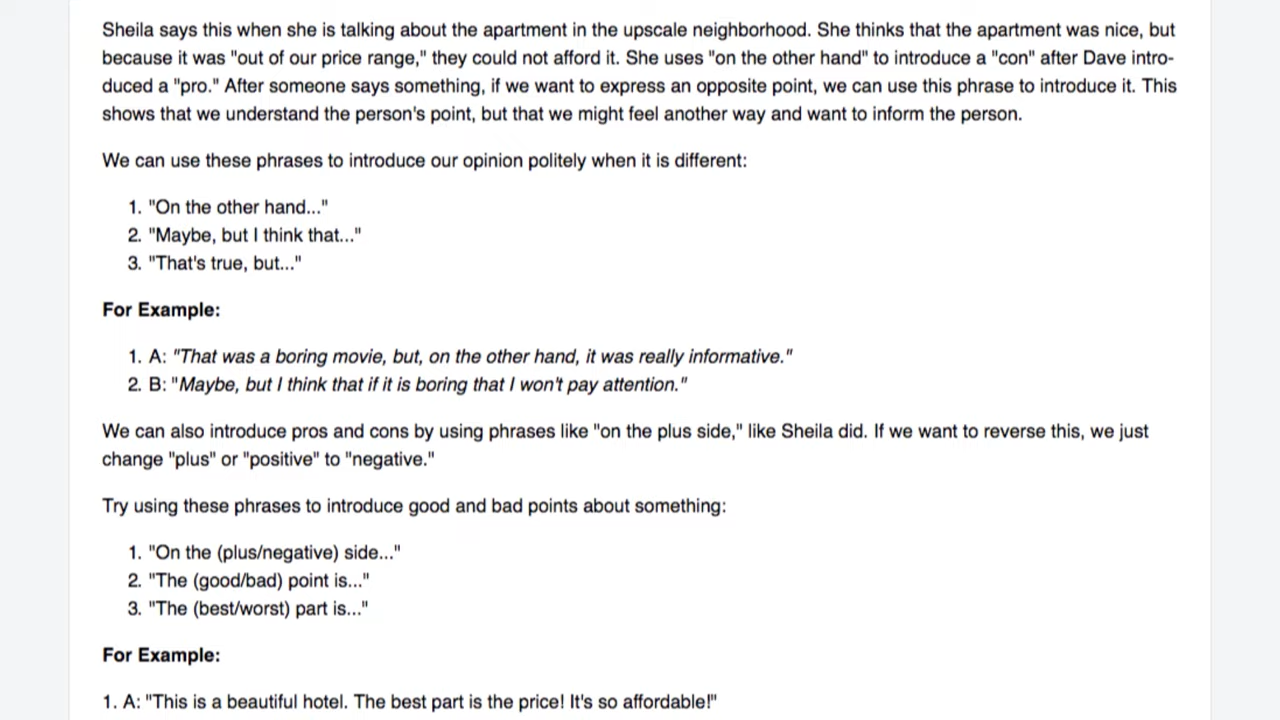 Sheila says this when she is talking about the apartment in the upscale neighborhood. She thinks that the apartment was nice, but
because it was "out of our price range," they could not afford it. She uses "on the other hand" to introduce a "con" after Dave intro-
duced a "pro." After someone says something, if we want to express an opposite point, we can use this phrase to introduce it. This
shows that we understand the person's point, but that we might feel another way and want to inform the person.
We can use these phrases to introduce our opinion politely when it is different:
1. "On the other hand..."
2. "Maybe, but I think that..."
3. "That's true, but..."
For Example:
1. A: "That was a boring movie, but, on the other hand, it was really informative."
2. B: "Maybe, but I think that if it is boring that I won't pay attention."
We can also introduce pros and cons by using phrases like "on the plus side," like Sheila did. If we want to reverse this, we just
change "plus" or "positive" to "negative."
Try using these phrases to introduce good and bad points about something:
1. "On the (plus/negative) side..."
2. "The (good/bad) point is..."
3. "The (best/worst) part is..."
For Example:
1. A: "This is a beautiful hotel. The best part is the price! It's so affordable!"